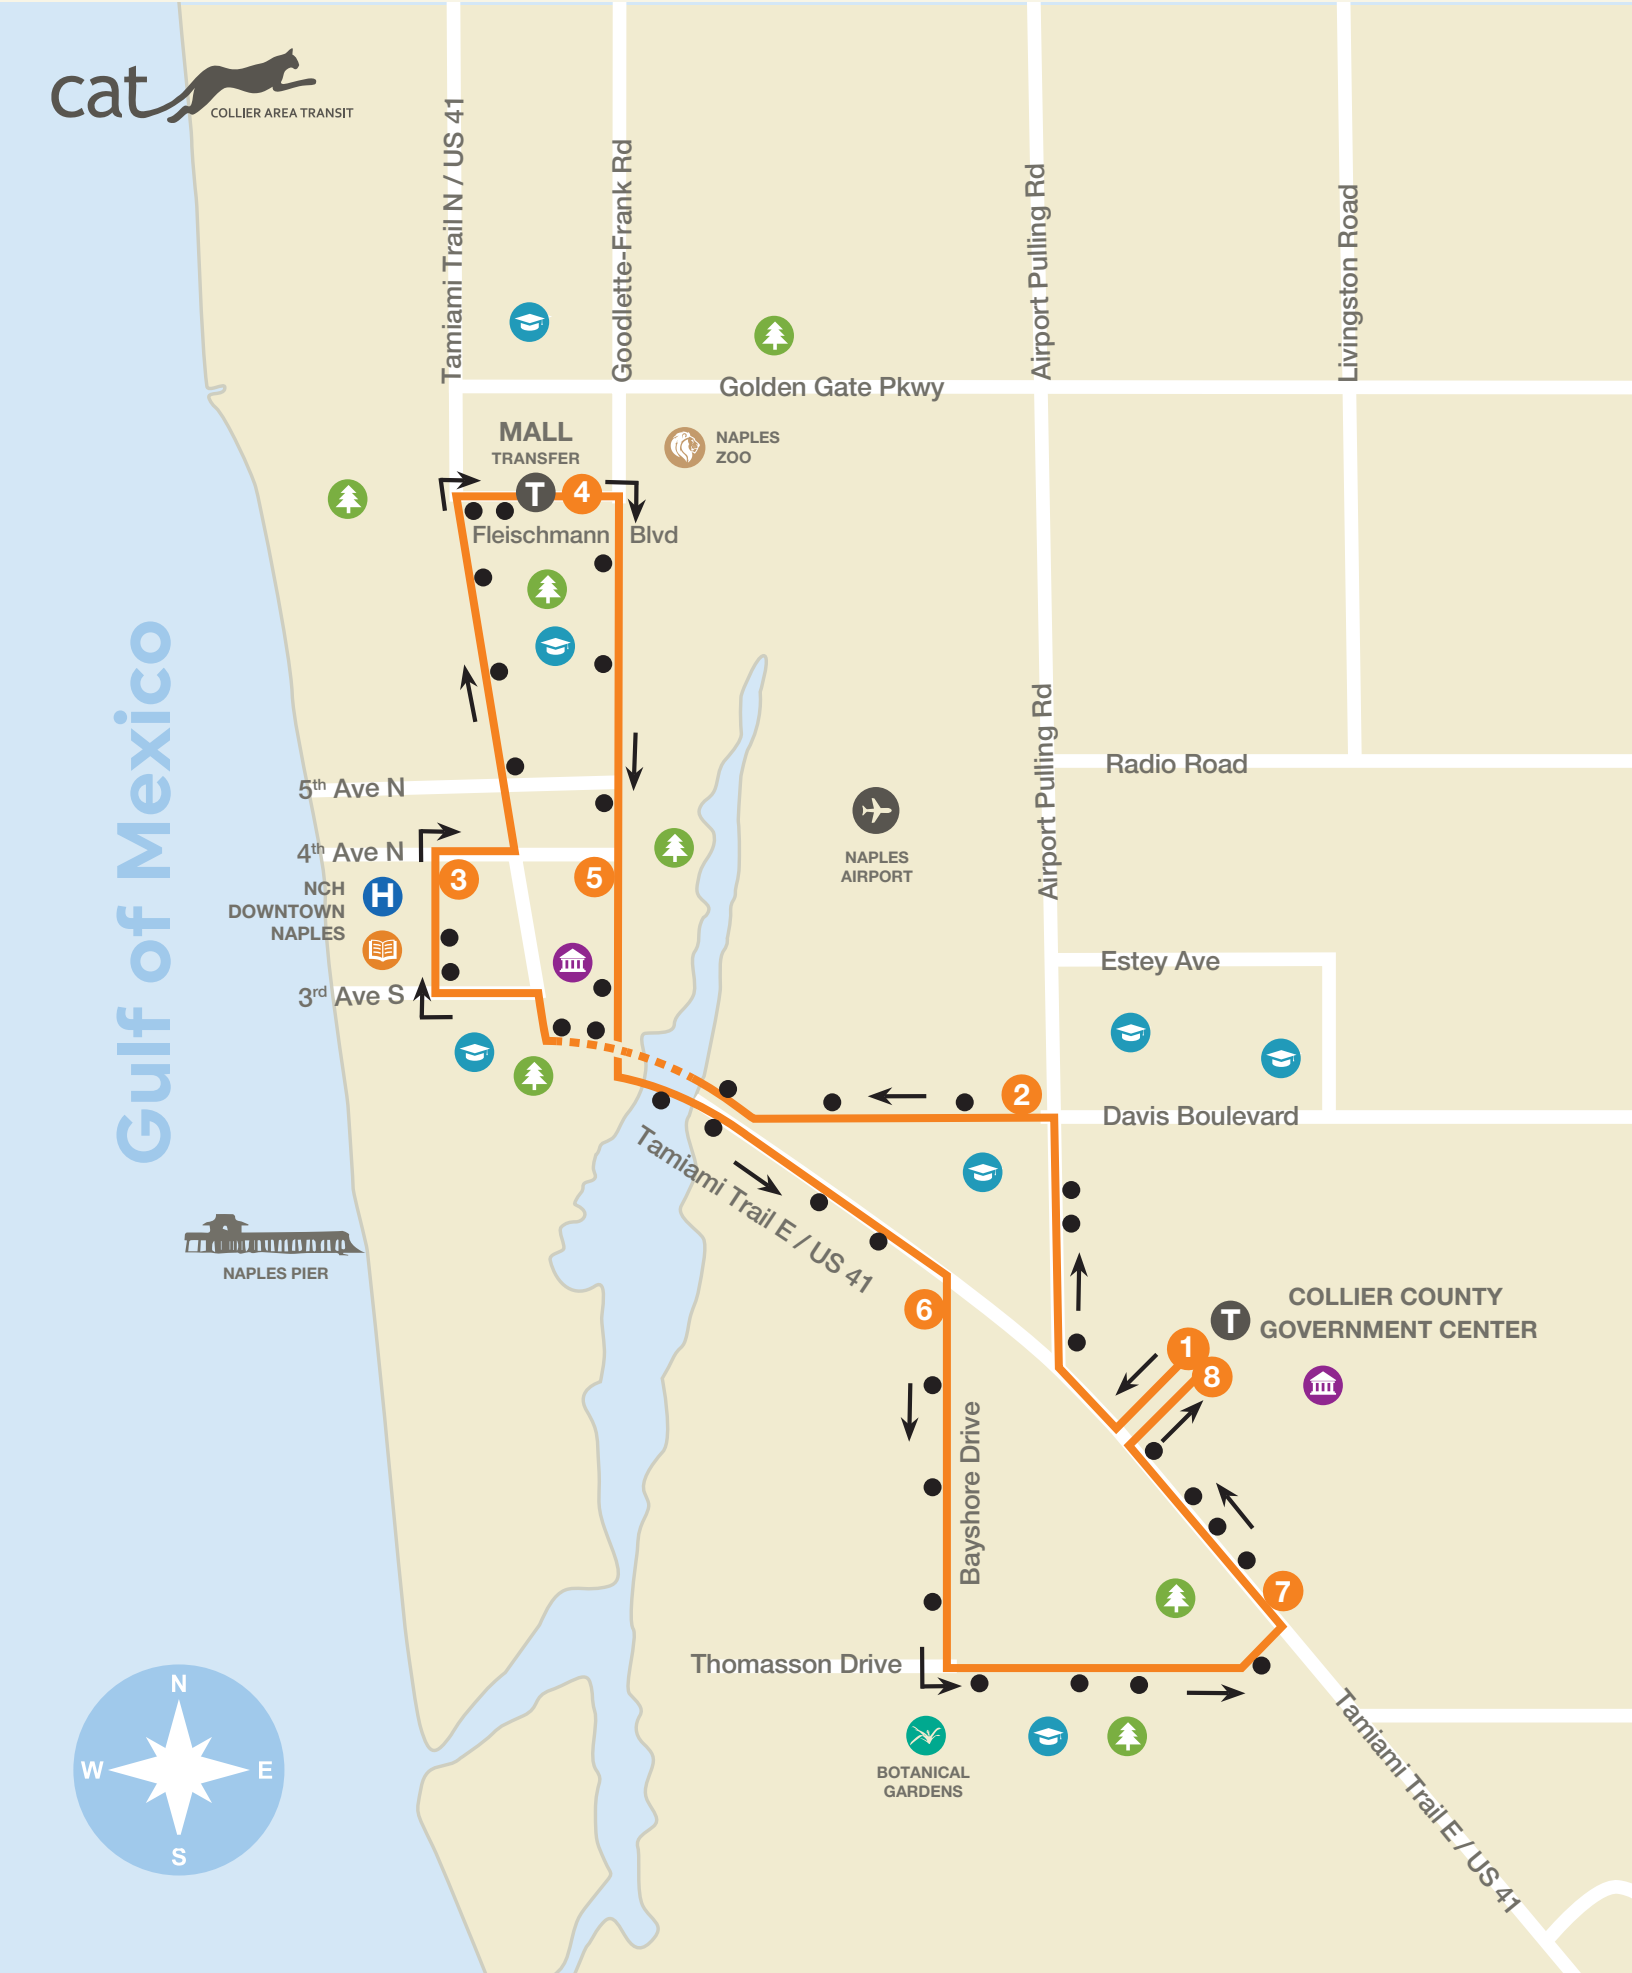 cat
COLLIER AREA TRANSIT
Tamiami Trail N / US 41
Goodlette-Frank Rd
Airport Pulling Rd
Livingston Road
Golden Gate Pkwy
MALL
TRANSFER
NAPLES
ZOO
T
4
Fleischmann Blvd
Gulf of Mexico
Airport Pulling Rd
Radio Road
5th Ave N
4th Ave N
3
5
NAPLES
AIRPORT
NCH
DOWNTOWN
NAPLES
H
3rd Ave S
Estey Ave
2
Davis Boulevard
Tamiami Trail E / US 41
NAPLES PIER
6
T
COLLIER COUNTY
GOVERNMENT CENTER
1
8
Bayshore Drive
7
Thomasson Drive
BOTANICAL
GARDENS
Tamiami Trail E / US 41
N
W
E
S